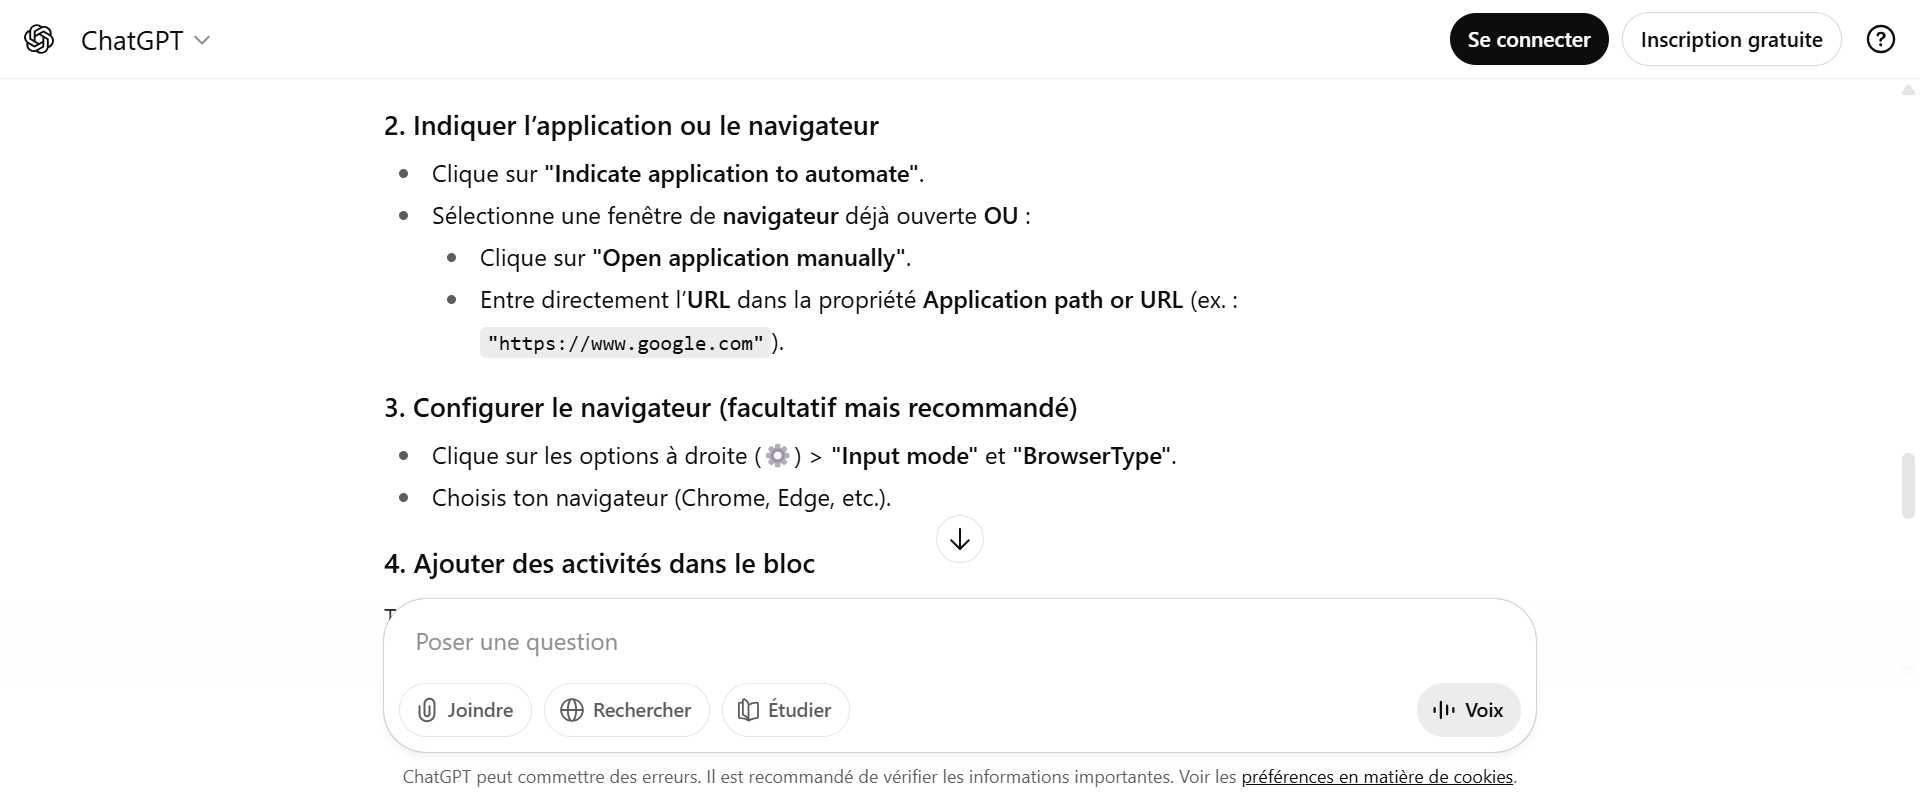 ChatGPT
Se connecter
Inscription gratuite
2. Indiquer l’application ou le navigateur
Clique sur "Indicate application to automate".
Sélectionne une fenêtre de navigateur déjà ouverte OU :
Clique sur "Open application manually".
Entre directement l’URL dans la propriété Application path or URL (ex. :
"https://www.google.com" ).
3. Configurer le navigateur (facultatif mais recommandé)
Clique sur les options à droite (⚙️) > "Input mode" et "BrowserType".
Choisis ton navigateur (Chrome, Edge, etc.).
4. Ajouter des activités dans le bloc
Poser une question
Joindre
Rechercher
Étudier
Voix
ChatGPT peut commettre des erreurs. Il est recommandé de vérifier les informations importantes. Voir les préférences en matière de cookies.